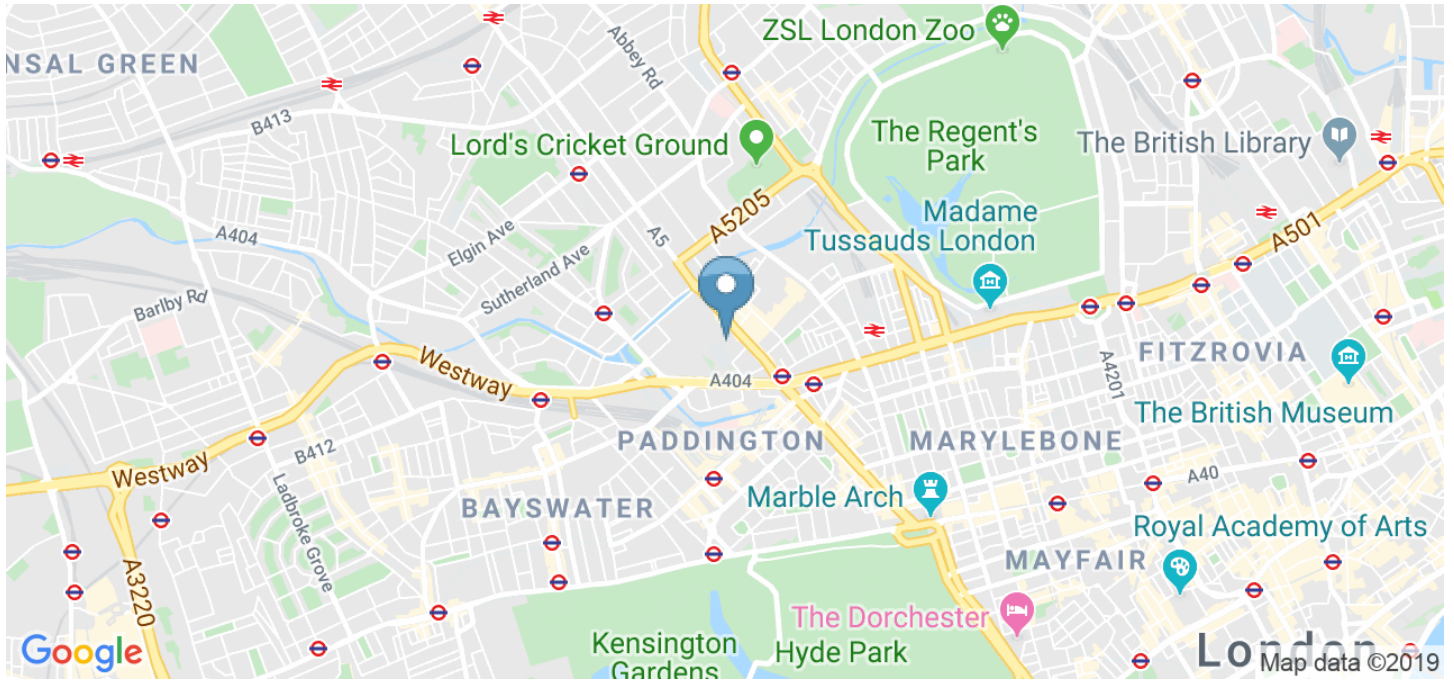 ZSL London Zoo
Abbey Rd
NSAL GREEN
B413
Lord's Cricket Ground
The Regent's
Park
The British Library
A5205
A5
Elgin Ave
Sutherland Ave
A404
Madame
Tussauds London
A501
Barlby Rd
Westway
A404
FITZROVIA
A4201
The British Museum
PADDINGTON
MARYLEBONE
B412
Westway
A40
Ladbroke Grove
BAYSWATER
Marble Arch
Royal Academy of Arts
MAYFAIR
A3220
The Dorchester
Kensington
Gardens
Hyde Park
Google
London
Map data ©2019